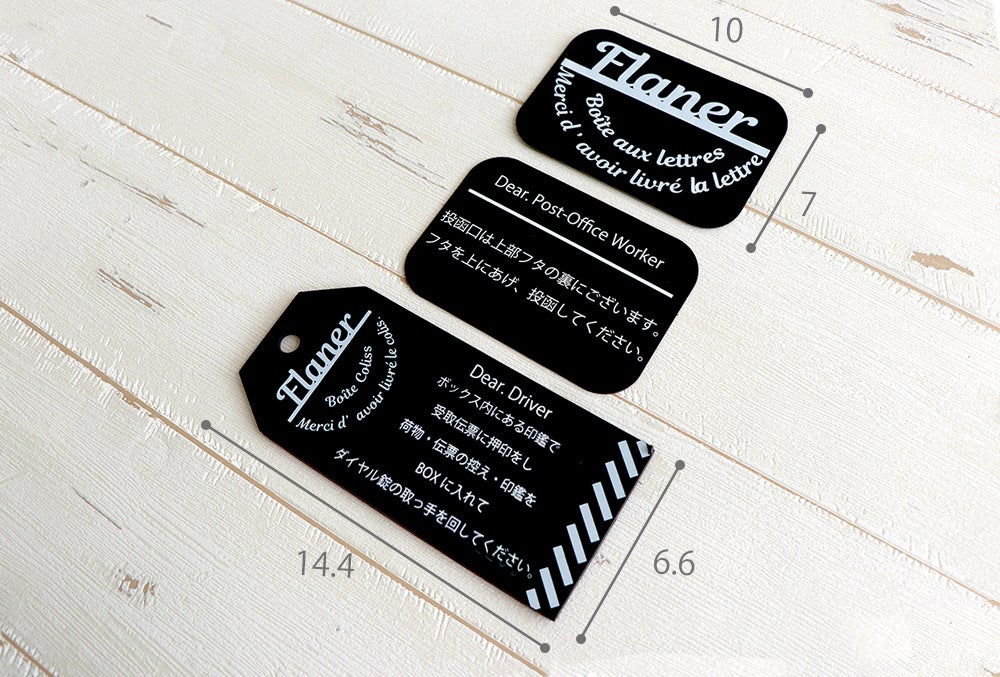 10
Flaner
Boîte aux lettres
Merci d' avoir livré la lettre
7
Dear. Post-Office Worker
投函口は上部フタの裏にございます。
フタを上にあげ、投函してください。
Flaner
Boîte Coliss
Merci d' avoir livré le colis.
Dear. Driver
ボックス内にある印鑑で
受取伝票に押印をし
荷物・伝票の控え・印鑑を
BOXに入れて
ダイヤル錠の取っ手を回してください。
14.4
6.6